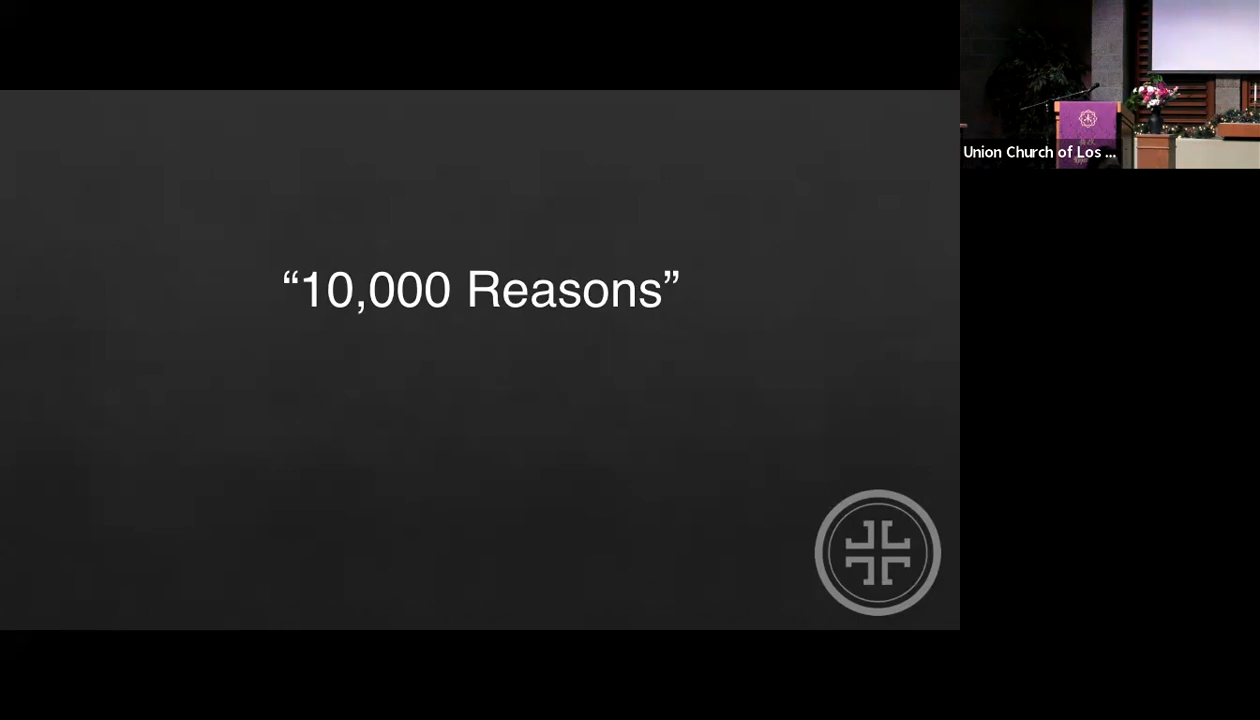 “10,000 Reasons”
Union Church of Los ...